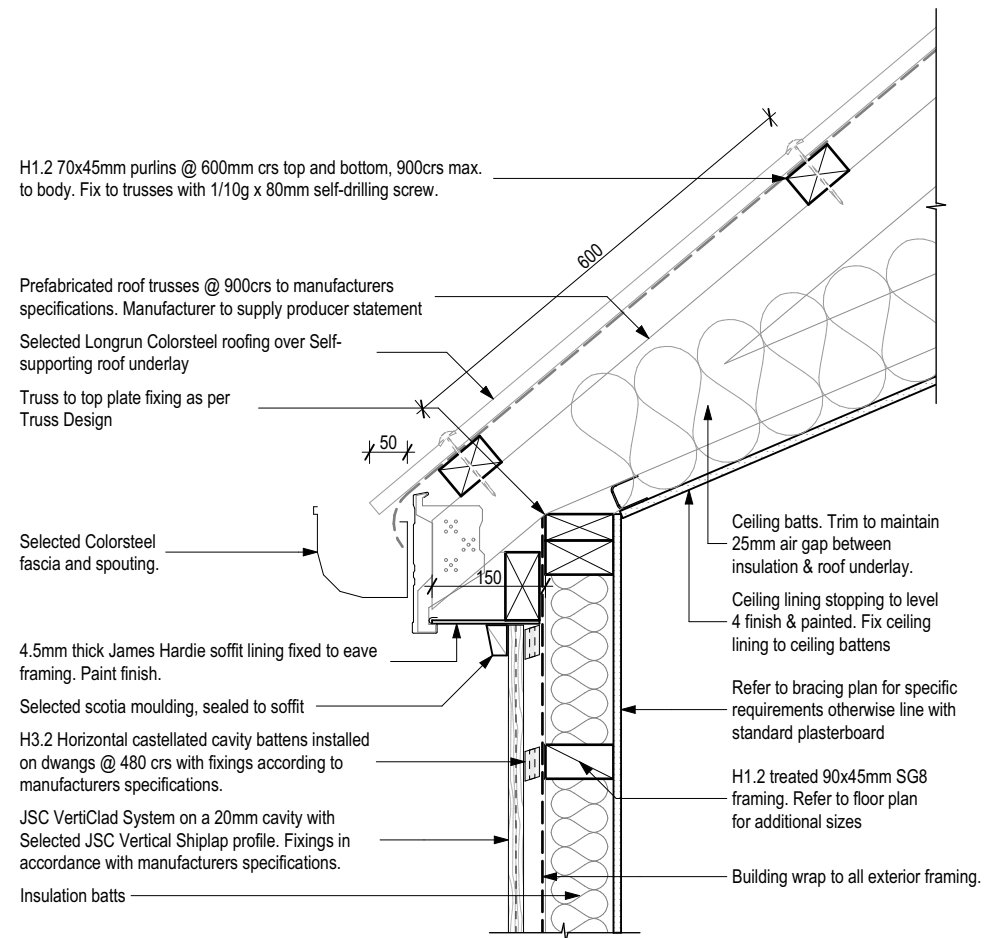 H1.2 70x45mm purlins @ 600mm crs top and bottom, 900crs max.
to body. Fix to trusses with 1/10g x 80mm self-drilling screw.
600
Prefabricated roof trusses @ 900crs to manufacturers
specifications. Manufacturer to supply producer statement
Selected Longrun Colorsteel roofing over Self-
supporting roof underlay
Truss to top plate fixing as per
Truss Design
50
Selected Colorsteel
fascia and spouting.
150
4.5mm thick James Hardie soffit lining fixed to eave
framing. Paint finish.
Selected scotia moulding, sealed to soffit
H3.2 Horizontal castellated cavity battens installed
on dwangs @ 480 crs with fixings according to
manufacturers specifications.
JSC VertiClad System on a 20mm cavity with
Selected JSC Vertical Shiplap profile. Fixings in
accordance with manufacturers specifications.
Insulation batts
Ceiling batts. Trim to maintain
25mm air gap between
insulation & roof underlay.
Ceiling lining stopping to level
4 finish & painted. Fix ceiling
lining to ceiling battens
Refer to bracing plan for specific
requirements otherwise line with
standard plasterboard
H1.2 treated 90x45mm SG8
framing. Refer to floor plan
for additional sizes
Building wrap to all exterior framing.